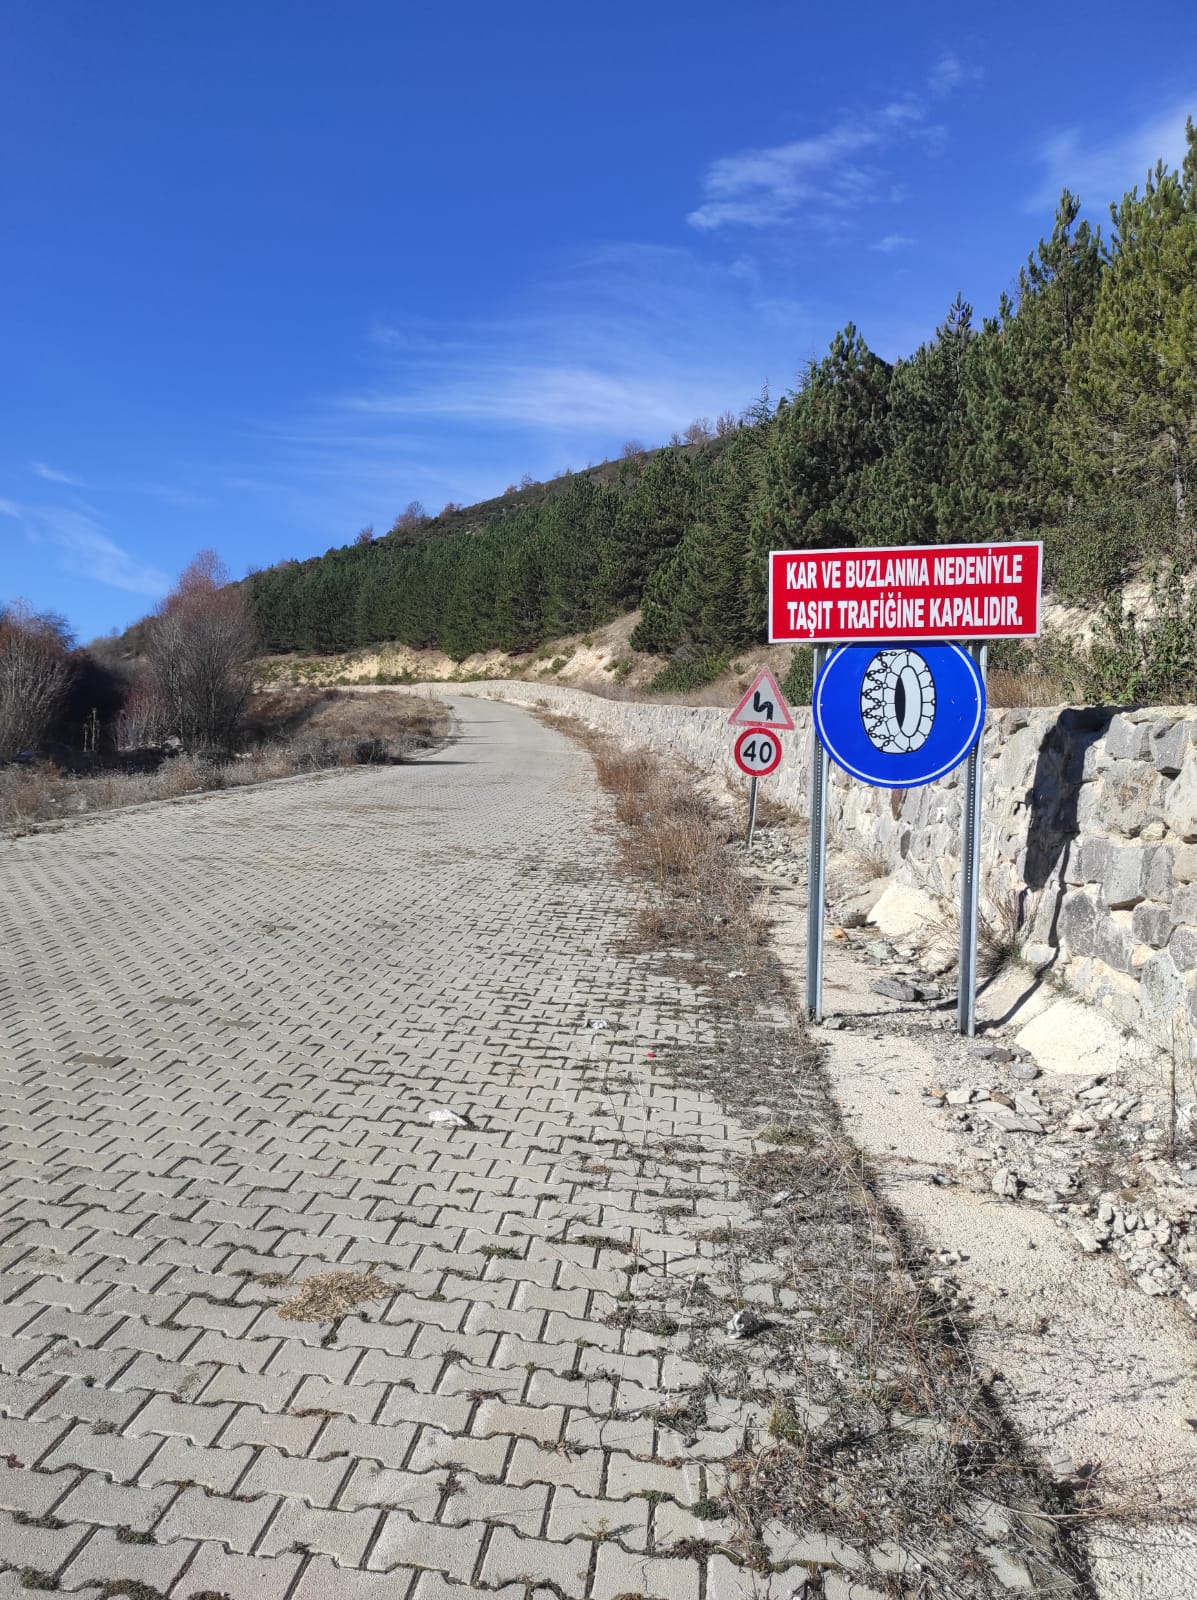 KAR VE BUZLANMA NEDENİYLE
TAŞIT TRAFİĞİNE KAPALIDIR.
40